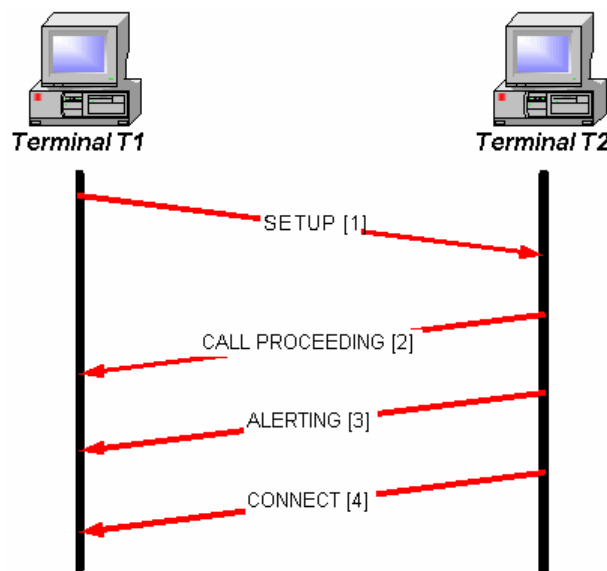 Terminal T1
Terminal T2
SETUP [1]
CALL PROCEEDING [2]
ALERTING [3]
CONNECT [4]